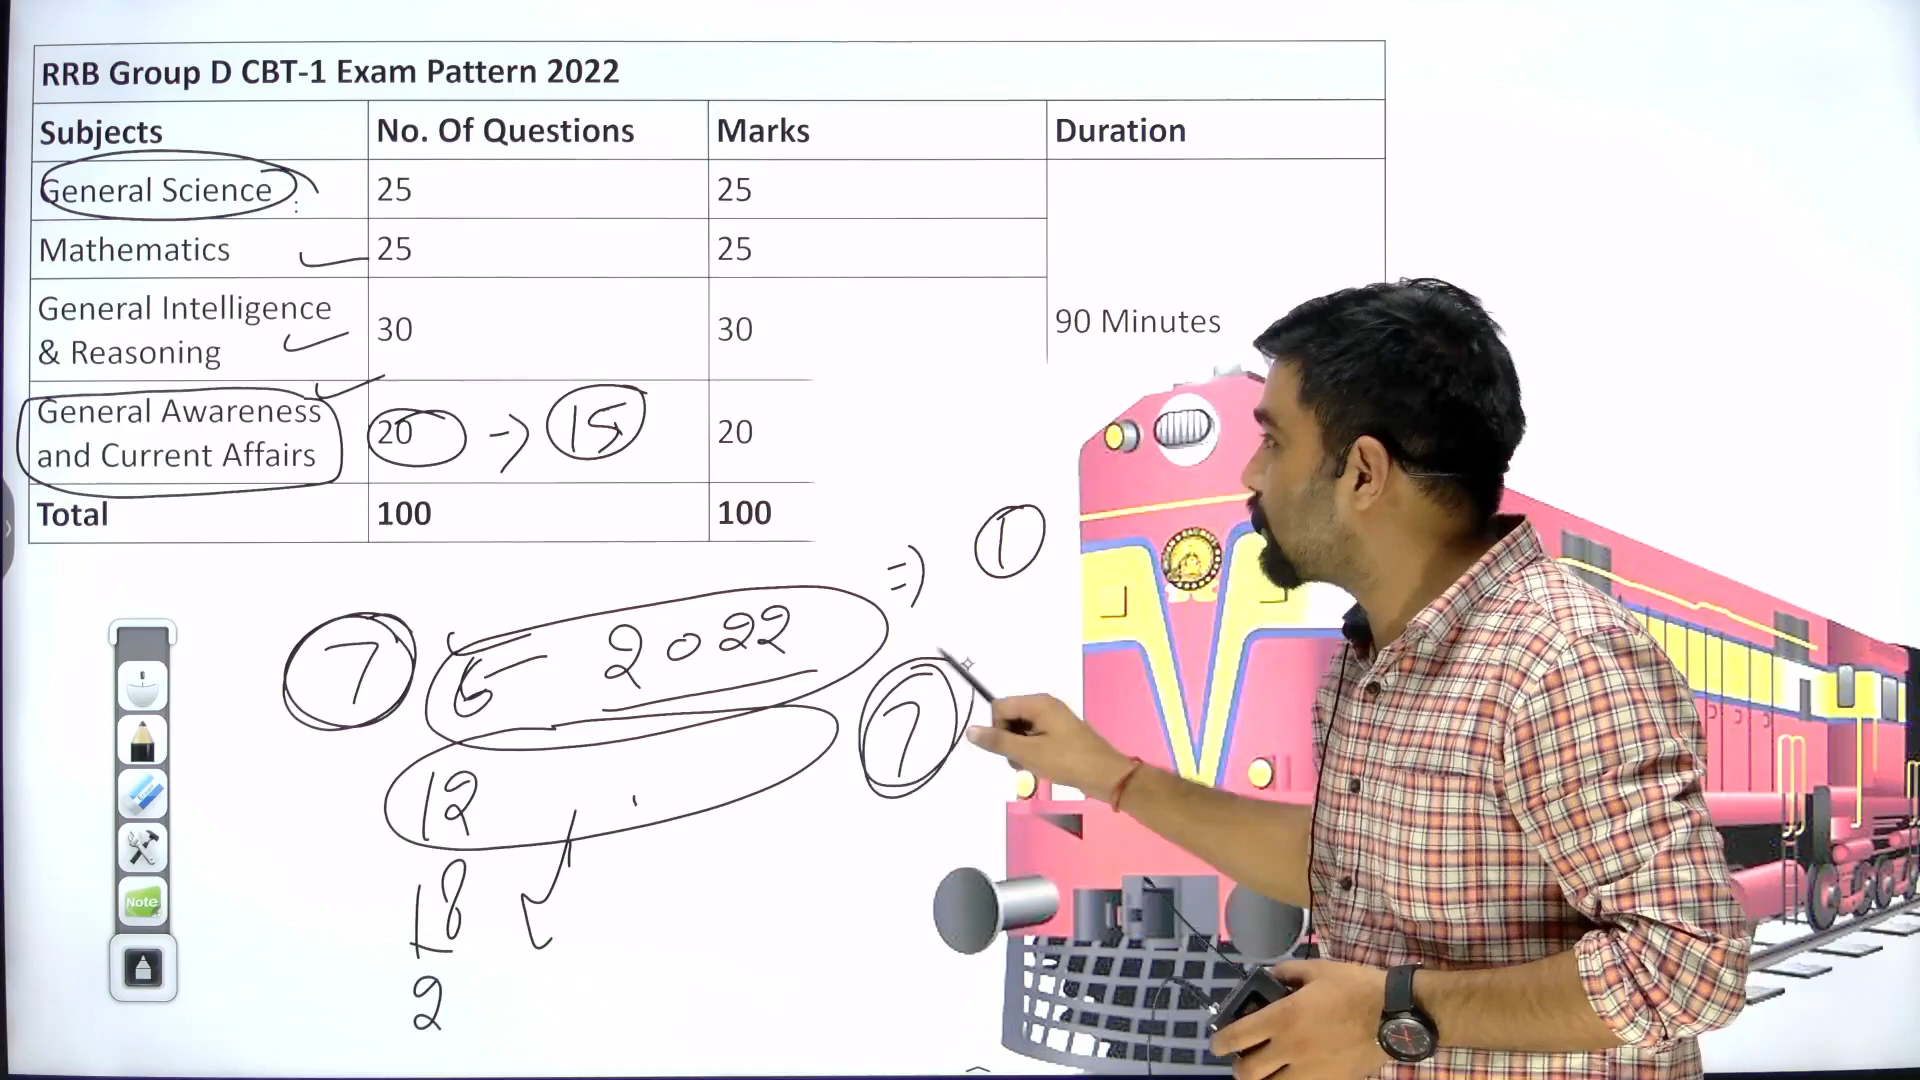 RRB Group D CBT-1 Exam Pattern 2022
Subjects No. Of Questions Marks Duration
General Science 25 25
Mathematics 25 25
General Intelligence & Reasoning 30 30 90 Minutes
General Awareness and Current Affairs 20 15 20
Total 100 100
1
7 6 2022
7
12
18
2
Note